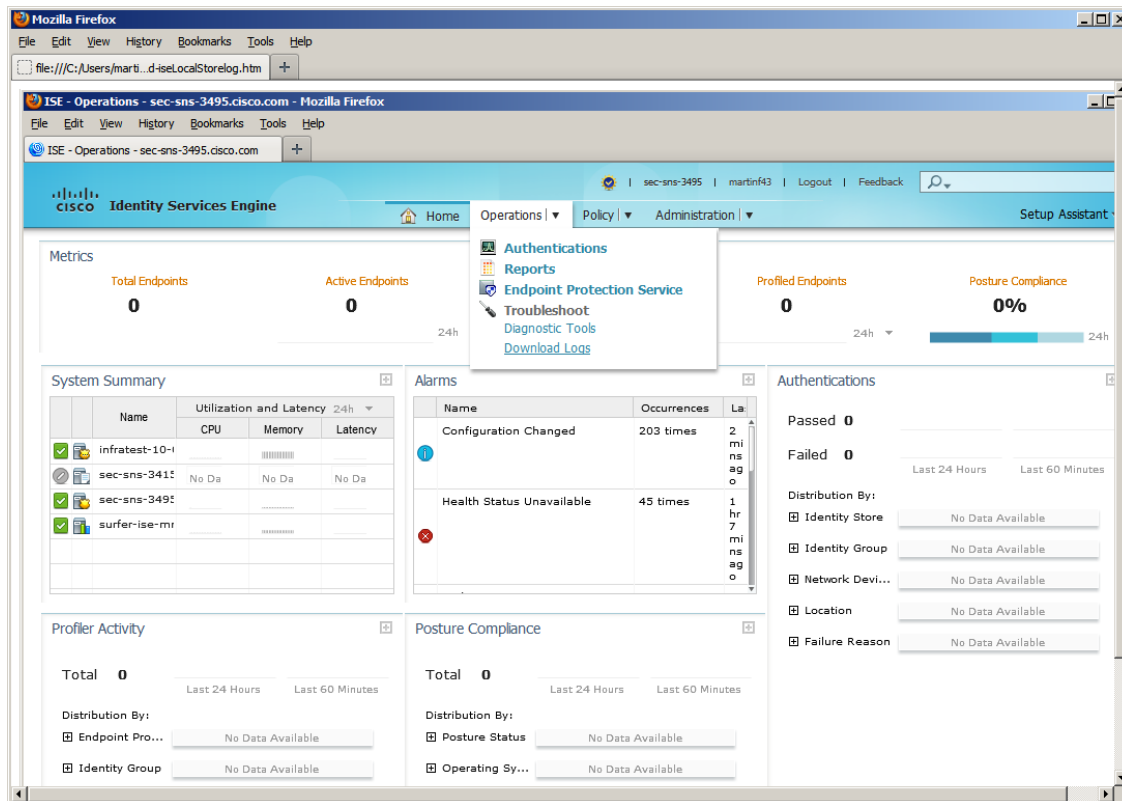 Mozilla Firefox
File Edit View History Bookmarks Tools Help
file:///C:/Users/marti...d-iseLocalStorelog.htm
ISE - Operations - sec-sns-3495.cisco.com - Mozilla Firefox
File Edit View History Bookmarks Tools Help
ISE - Operations - sec-sns-3495.cisco.com
sec-sns-3495 | martinf43 | Logout | Feedback
CISCO Identity Services Engine
Home Operations | Policy | Administration | Setup Assistant
Authentications
Reports
Endpoint Protection Service
Troubleshoot
Diagnostic Tools
Download Logs
Metrics
Total Endpoints Active Endpoints Profiled Endpoints Posture Compliance
0 0 0 0%
24h 24h 24h
System Summary
Name Utilization and Latency 24h
CPU Memory Latency
infratest-10-
sec-sns-3415 No Da No Da No Da
sec-sns-3495
surfer-ise-mr
Alarms
Name Occurrences La
Configuration Changed 203 times 2
mi
ns
ag
o
Health Status Unavailable 45 times 1
hr
7
mi
ns
ag
o
Authentications
Passed 0
Failed 0
Last 24 Hours Last 60 Minutes
Distribution By:
Identity Store No Data Available
Identity Group No Data Available
Network Devi... No Data Available
Location No Data Available
Failure Reason No Data Available
Profiler Activity
Total 0
Last 24 Hours Last 60 Minutes
Distribution By:
Endpoint Pro... No Data Available
Identity Group No Data Available
Posture Compliance
Total 0
Last 24 Hours Last 60 Minutes
Distribution By:
Posture Status No Data Available
Operating Sy... No Data Available